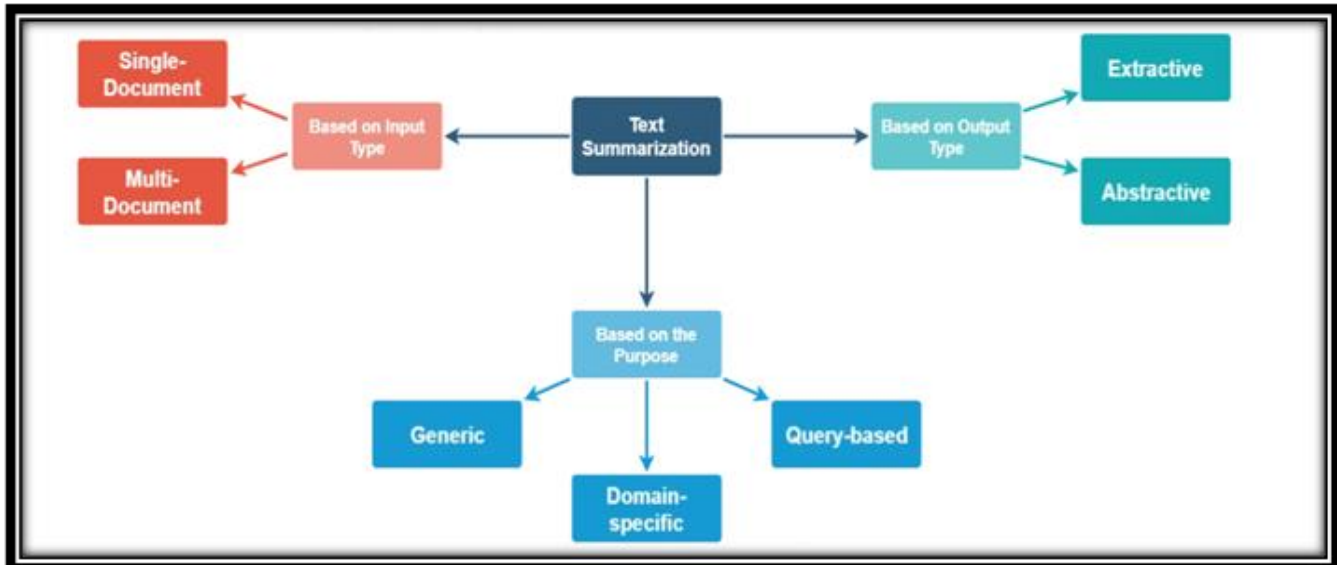 Single-
Document
Based on Input
Type
Multi-
Document
Text
Summarization
Based on Output
Type
Extractive
Abstractive
Based on the
Purpose
Generic
Domain-
specific
Query-based